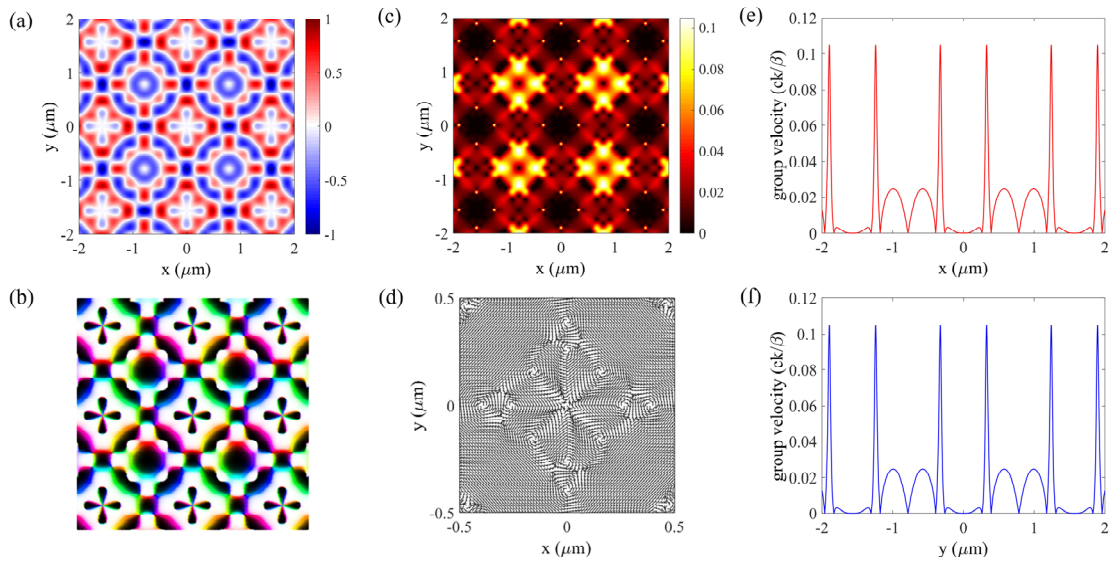 (a)
2
1
0
-1
-2
y (μm)
-2 -1 0 1 2
x (μm)
1
0.5
0
-0.5
-1
(b)
(c)
2
1
0
-1
-2
y (μm)
-2 -1 0 1 2
x (μm)
0.1
0.08
0.06
0.04
0.02
0
(d)
0.5
0
-0.5
y (μm)
-0.5 0 0.5
x (μm)
(e)
0.12
0.1
0.08
0.06
0.04
0.02
0
group velocity (ck/β)
-2 -1 0 1 2
x (μm)
(f)
0.12
0.1
0.08
0.06
0.04
0.02
0
group velocity (ck/β)
-2 -1 0 1 2
y (μm)